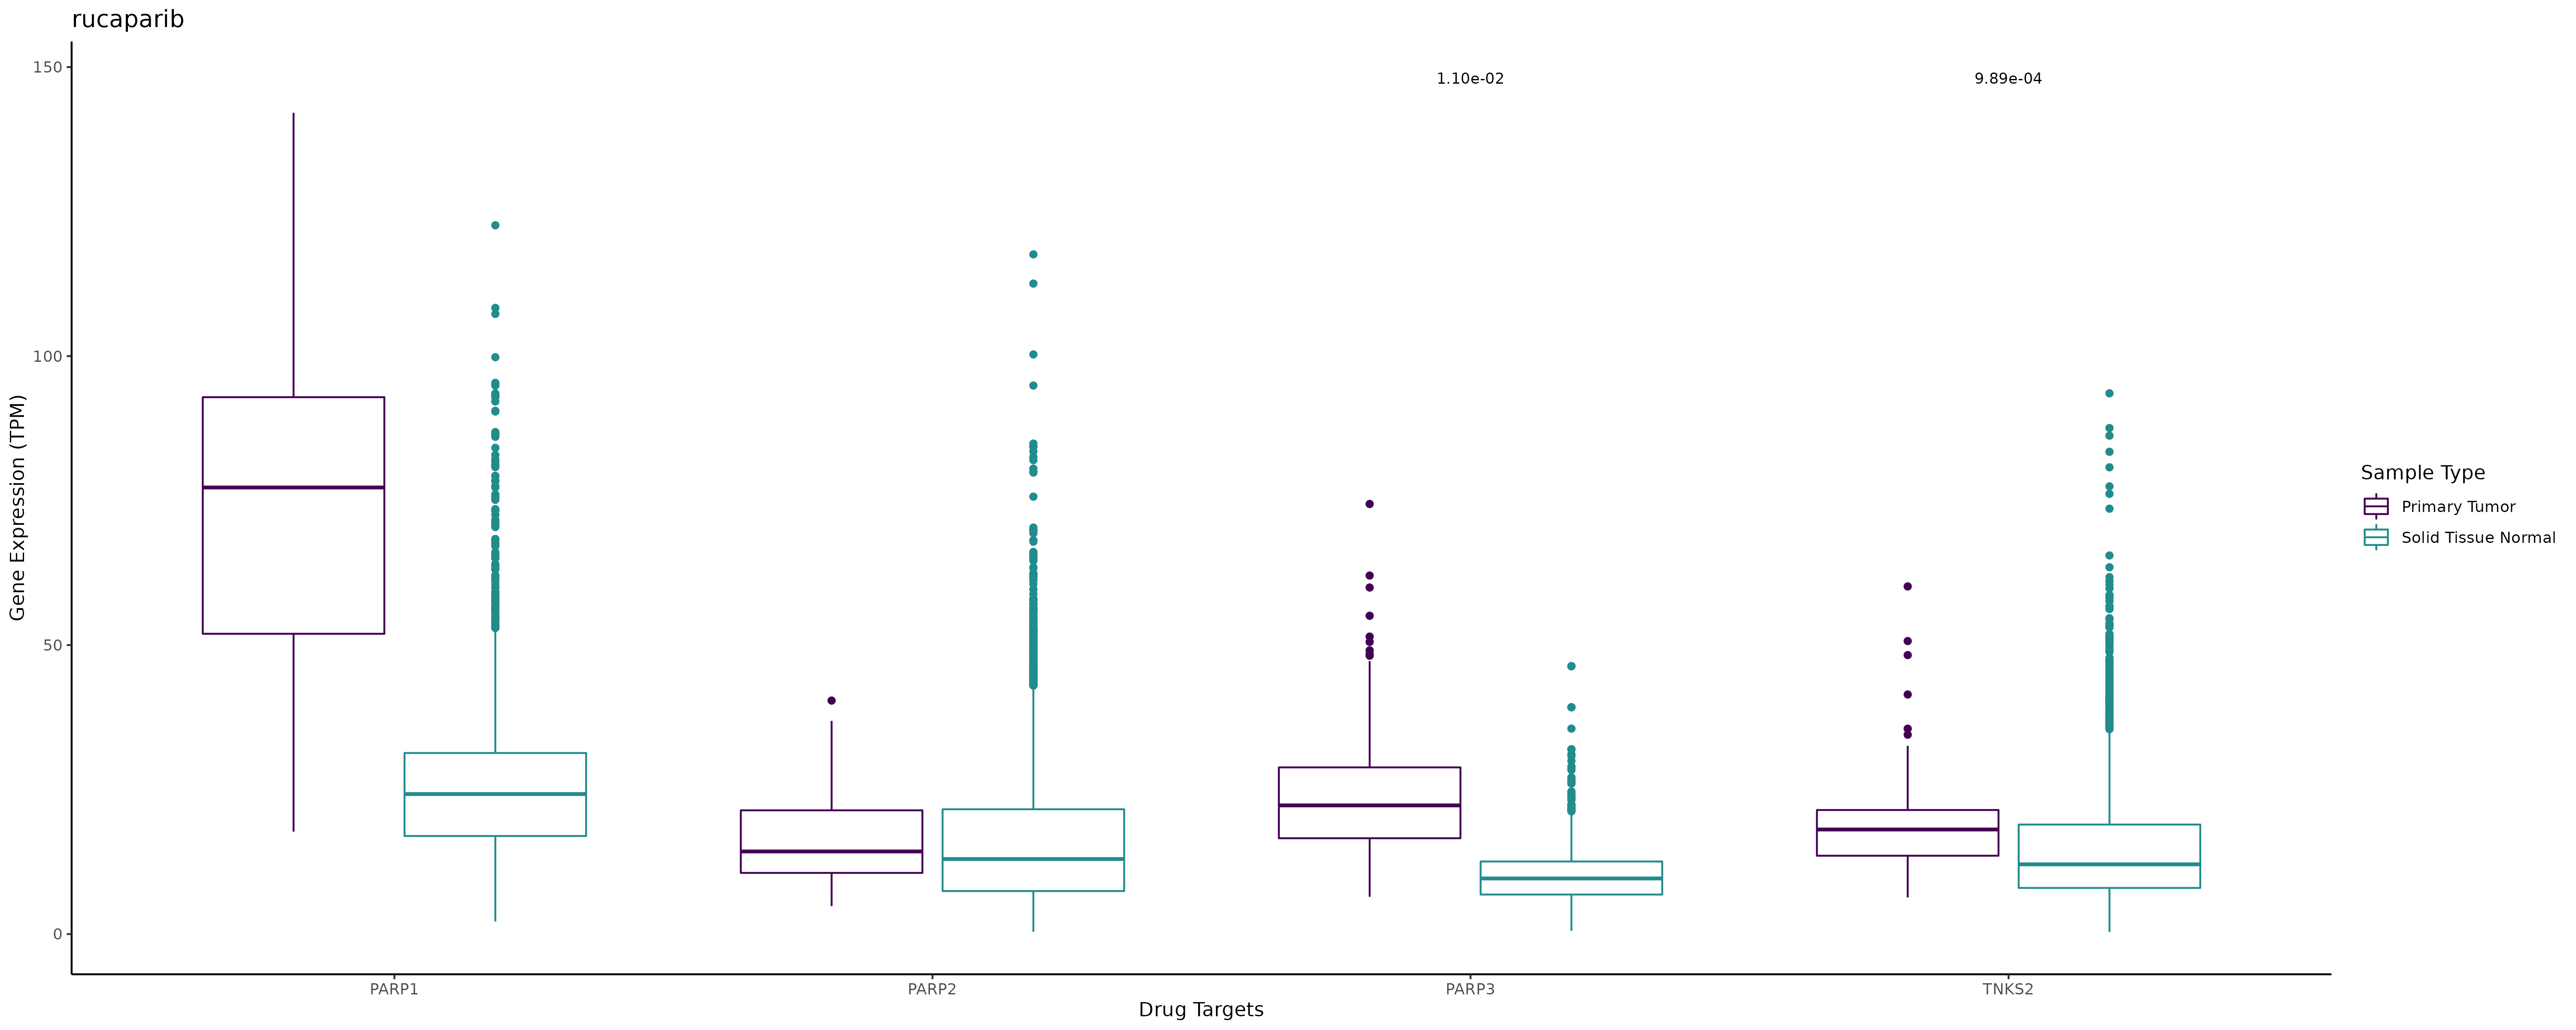 rucaparib
150
1.10e-02
9.89e-04
100
50
0
Gene Expression (TPM)
PARP1
PARP2
PARP3
TNKS2
Drug Targets
Sample Type
Primary Tumor
Solid Tissue Normal